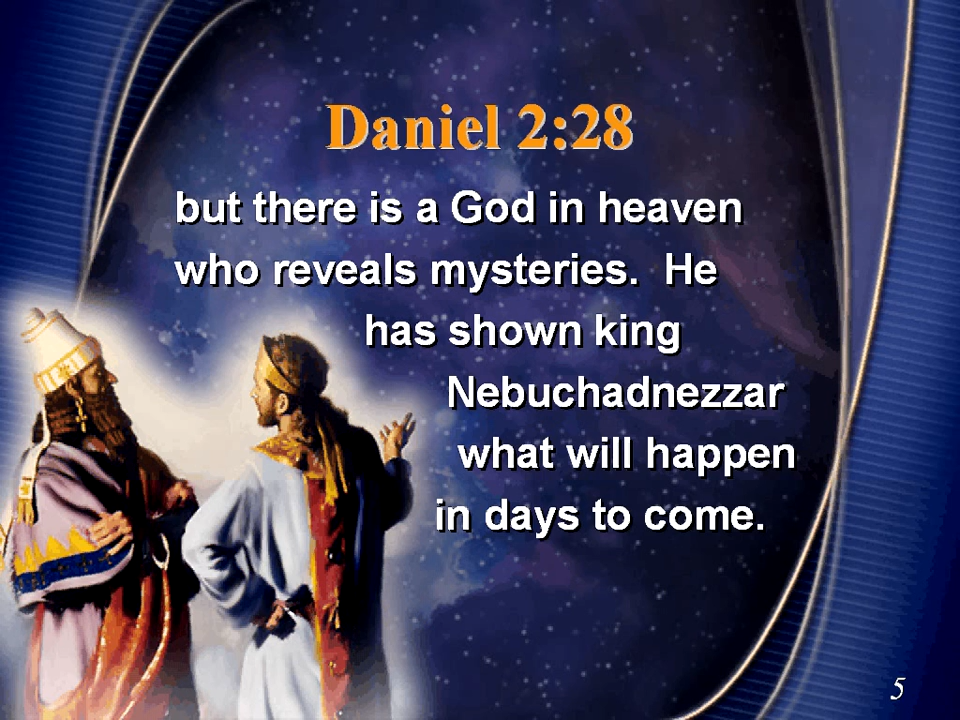 Daniel 2:28
but there is a God in heaven
who reveals mysteries.  He
has shown king
Nebuchadnezzar
what will happen
in days to come.
5